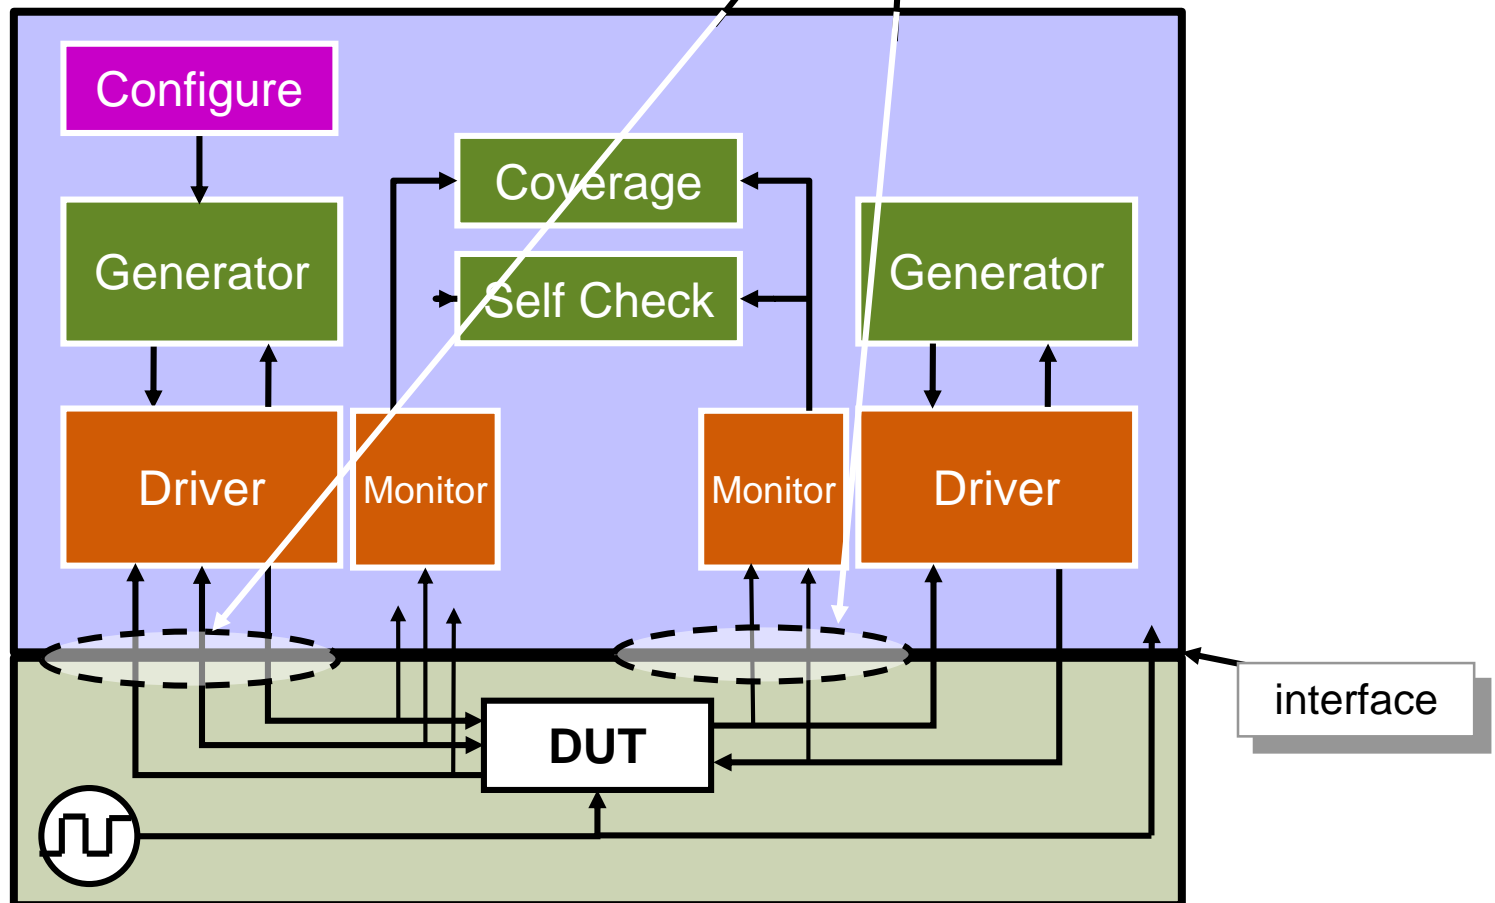 Configure
Coverage
Generator
Self Check
Generator
Driver
Monitor
Monitor
Driver
interface
DUT